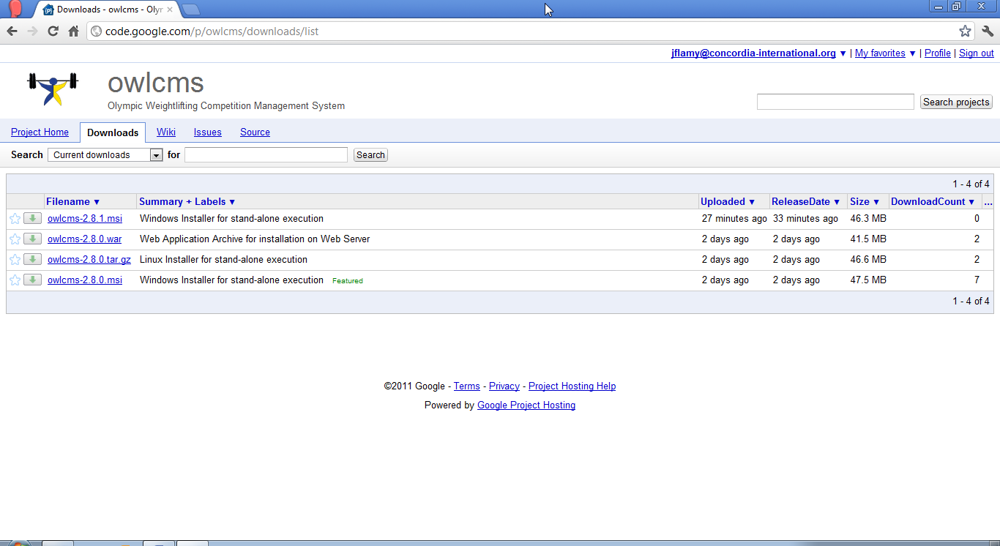 Downloads - owlcms - Olyr
code.google.com/p/owlcms/downloads/list
jflamy@concordia-international.org ▼ | My favorites ▼ | Profile | Sign out
owlcms
Olympic Weightlifting Competition Management System
Search projects
Project Home Downloads Wiki Issues Source
Search Current downloads for Search
1 - 4 of 4
Filename ▼ Summary + Labels ▼ Uploaded ▼ ReleaseDate ▼ Size ▼ DownloadCount ▼ ...
owlcms-2.8.1.msi Windows Installer for stand-alone execution 27 minutes ago 33 minutes ago 46.3 MB 0
owlcms-2.8.0.war Web Application Archive for installation on Web Server 2 days ago 2 days ago 41.5 MB 2
owlcms-2.8.0.tar.gz Linux Installer for stand-alone execution 2 days ago 2 days ago 46.6 MB 2
owlcms-2.8.0.msi Windows Installer for stand-alone execution Featured 2 days ago 2 days ago 47.5 MB 7
1 - 4 of 4
©2011 Google - Terms - Privacy - Project Hosting Help
Powered by Google Project Hosting